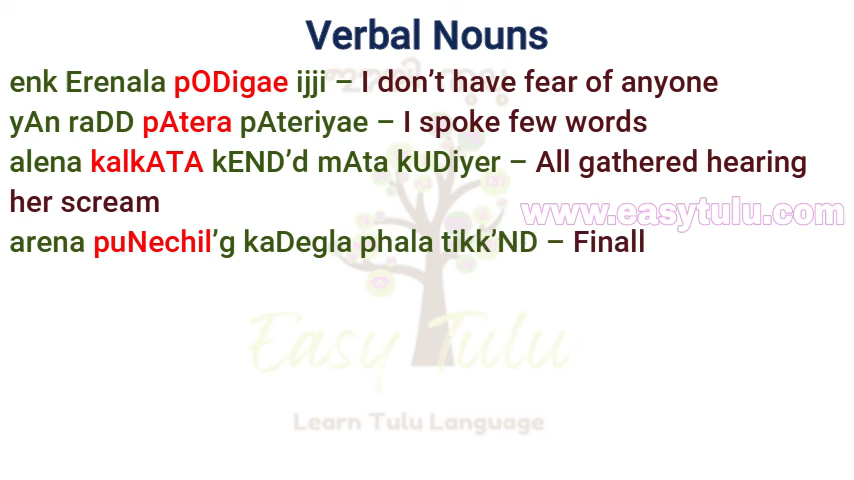 Verbal Nouns
enk Erenala pODigae ijji – I don't have fear of anyone
yAn raDD pAtera pAteriyae – I spoke few words
alena kalkATA kEND'd mAta kUDiyer – All gathered hearing
her scream
www.easytulu.com
arena puNechil'g kaDegla phala tikk'ND – Finall
Easy Tulu
Learn Tulu Language